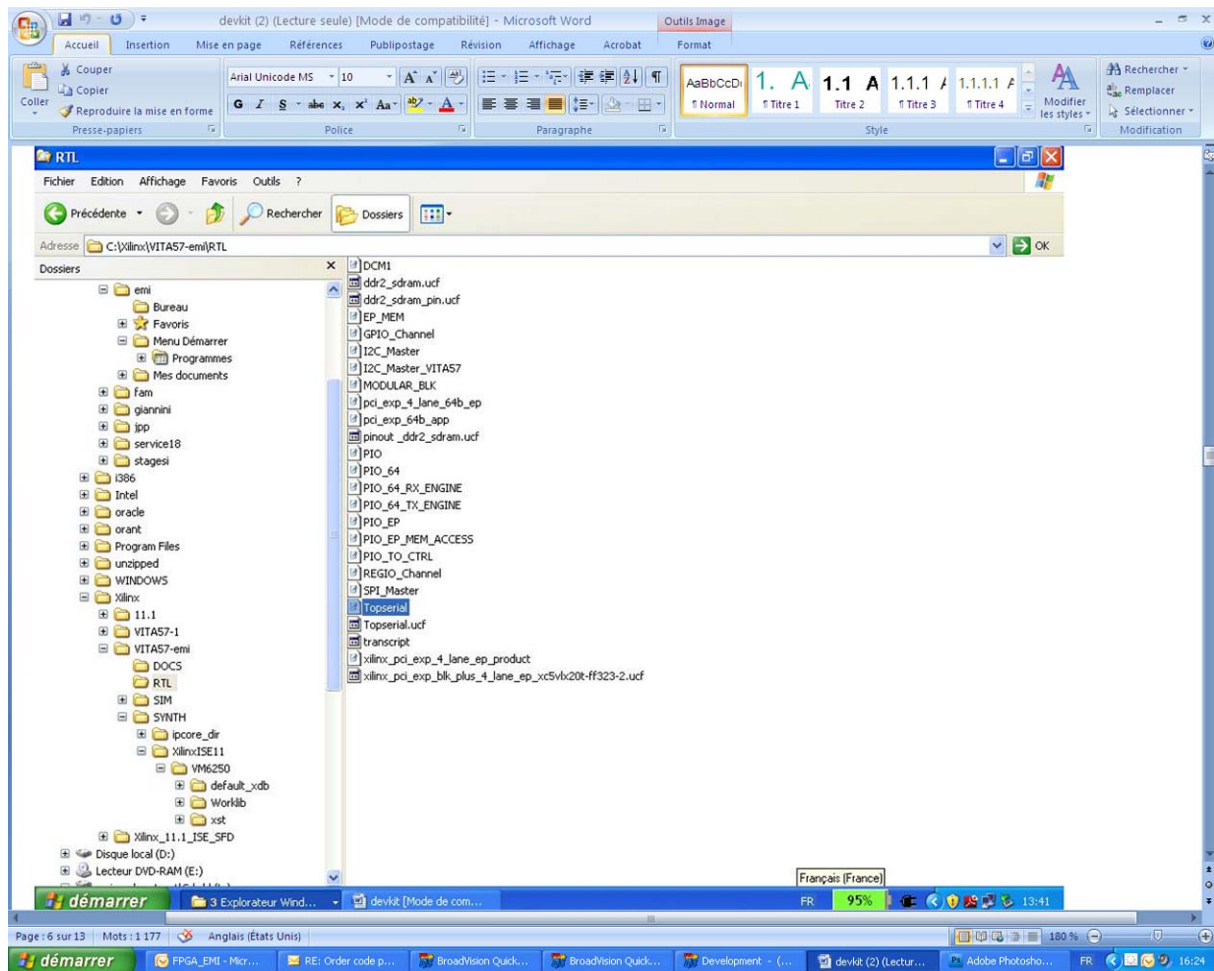 devkit (2) (Lecture seule) [Mode de compatibilité] - Microsoft Word
Outils Image
Accueil Insertion Mise en page Références Publipostage Révision Affichage Acrobat Format
Coller
Couper
Copier
Reproduire la mise en forme
Presse-papiers
Arial Unicode MS 10
G I S abc x, x² Aa
Police
Paragraphe
AaBbCcDc 1. A 1.1 A 1.1.1 A 1.1.1.1 A
¶ Normal ¶ Titre 1 Titre 2 ¶ Titre 3 ¶ Titre 4
Modifier les styles
Style
Rechercher
Remplacer
Sélectionner
Modification
RTL
Fichier Edition Affichage Favoris Outils ?
Précédente Rechercher Dossiers
Adresse C:\Xilinx\VITA57-emi\RTL OK
Dossiers X
emi
Bureau
Favoris
Menu Démarrer
Programmes
Mes documents
fam
giannini
jpp
service18
stagesi
i386
Intel
oracle
orant
Program Files
unzipped
WINDOWS
Xilinx
11.1
VITA57-1
VITA57-emi
DOCS
RTL
SIM
SYNTH
ipcore_dir
XilinxISE11
VM6250
default_xdb
Worklib
xst
Xilinx_11.1_ISE_SFD
Disque local (D:)
Lecteur DVD-RAM (E:)
DCM1
ddr2_sdram.ucf
ddr2_sdram_pin.ucf
EP_MEM
GPIO_Channel
I2C_Master
I2C_Master_VITA57
MODULAR_BLK
pci_exp_4_lane_64b_ep
pci_exp_64b_app
pinout _ddr2_sdram.ucf
PIO
PIO_64
PIO_64_RX_ENGINE
PIO_64_TX_ENGINE
PIO_EP
PIO_EP_MEM_ACCESS
PIO_TO_CTRL
REGIO_Channel
SPI_Master
Topserial
Topserial.ucf
transcript
xilinx_pci_exp_4_lane_ep_product
xilinx_pci_exp_blk_plus_4_lane_ep_xc5vlx20t-ff323-2.ucf
Français (France)
démarrer 3 Explorateur Wind... devkit [Mode de com... FR 95% 13:41
Page : 6 sur 13 Mots : 1 177 Anglais (États Unis) 180 %
démarrer FPGA_EMI - Micr... RE: Order code p... BroadVision Quick... BroadVision Quick... Development - (... devkit (2) (Lectur... Adobe Photosho... FR 16:24